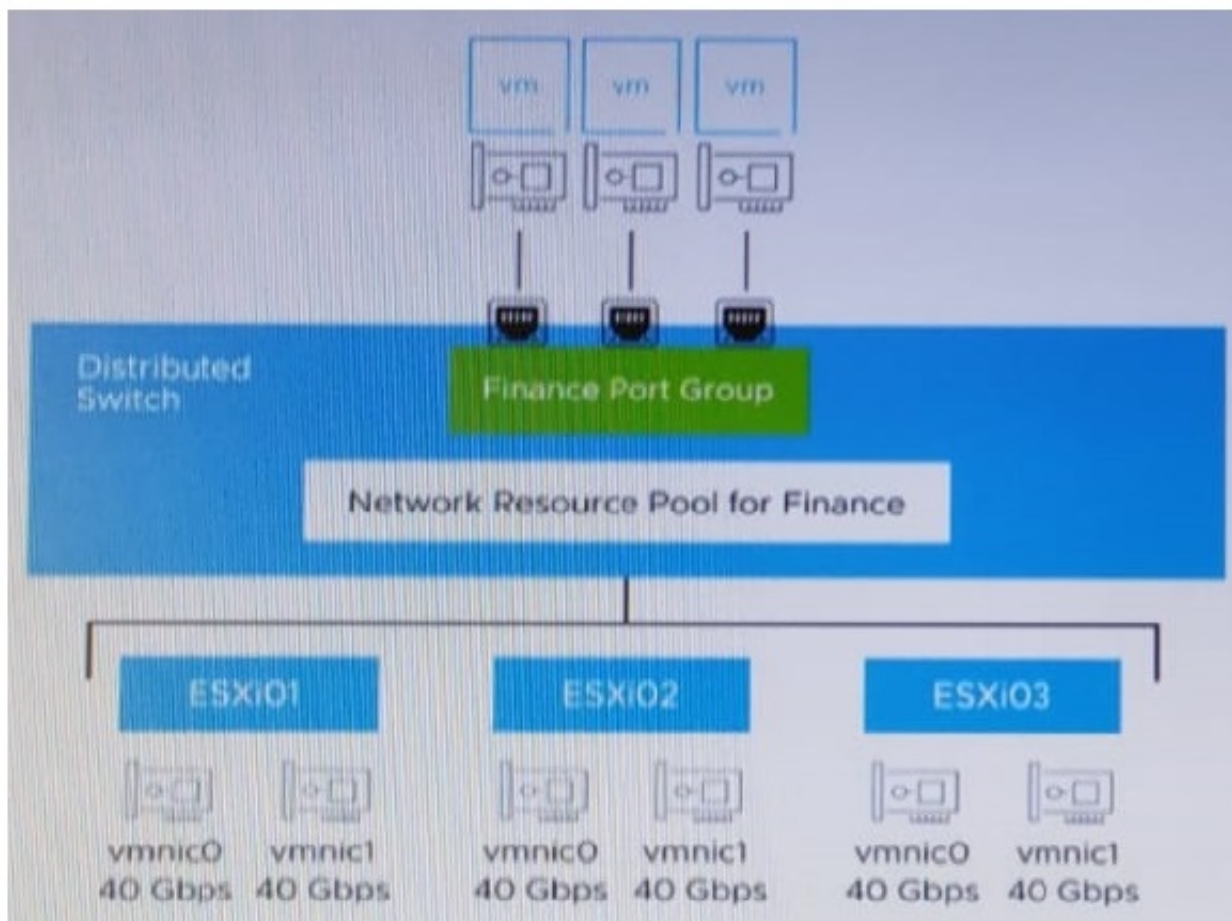 vm vm vm
Distributed
Switch
Finance Port Group
Network Resource Pool for Finance
ESXi01 ESXi02 ESXi03
vmnic0 vmnic1 vmnic0 vmnic1 vmnic0 vmnic1
40 Gbps 40 Gbps 40 Gbps 40 Gbps 40 Gbps 40 Gbps